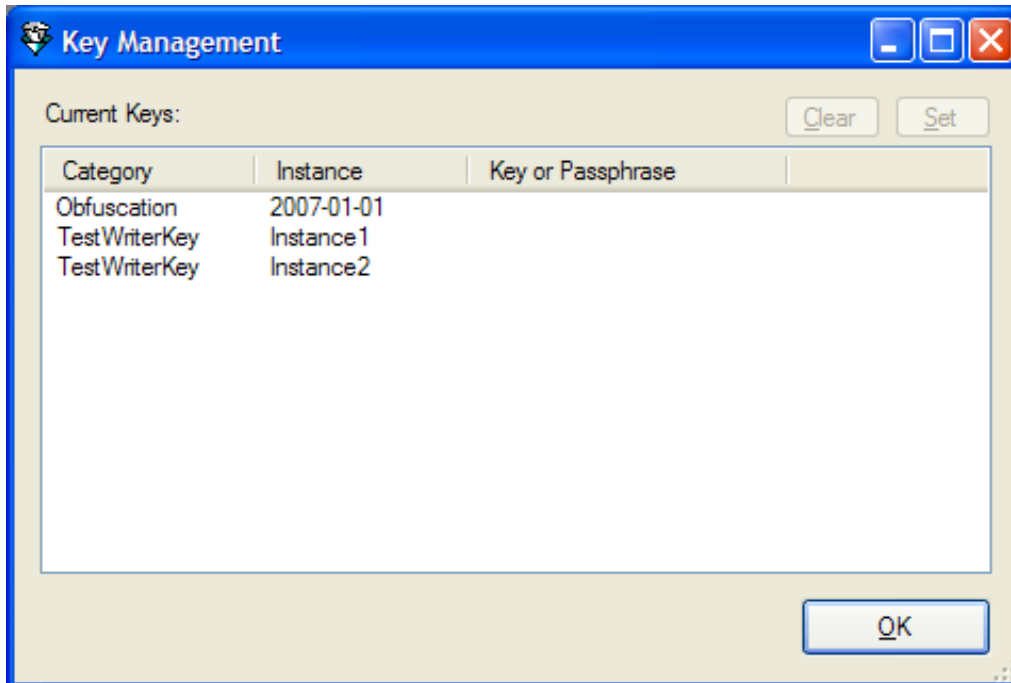 Key Management
Current Keys:
Clear Set
Category Instance Key or Passphrase
Obfuscation 2007-01-01
TestWriterKey Instance1
TestWriterKey Instance2
OK